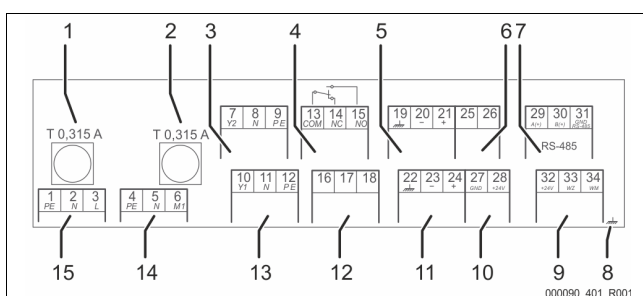 1 2 3 4 5 6 7
T 0,315 A T 0,315 A
7 8 9 13 14 15 19 20 21 25 26 29 30 31
Y2 N PE COM NC NO − + A(+) B(+) GND RS-485
RS-485
10 11 12 16 17 18 22 23 24 27 28 32 33 34
Y1 N PE − + GND +24V +24V WZ WM
1 2 3 4 5 6
PE N L PE N M1
15 14 13 12 11 10 9 8
000090_401_R001